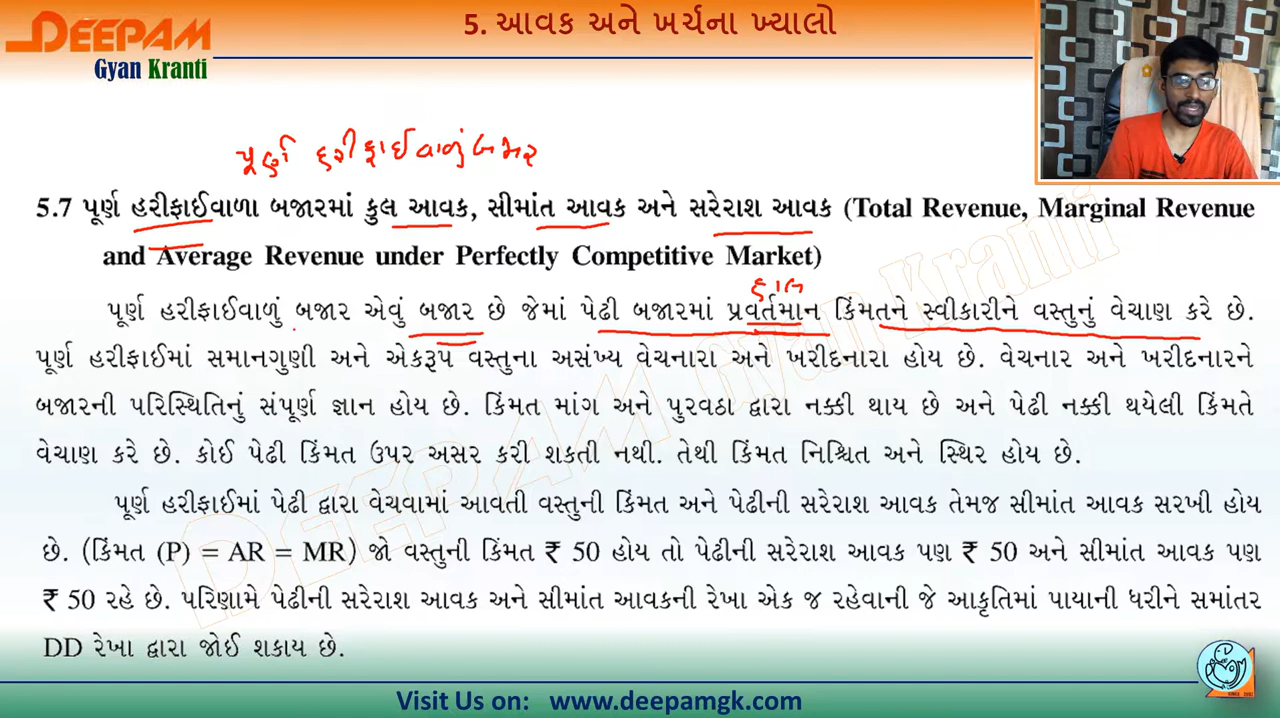 5. આવક અને ખર્ચના ખ્યાલો
DEEPAM
Gyan Kranti
પૂર્ણ હરીફાઈવાળું બજાર
5.7 પૂર્ણ હરીફાઈવાળા બજારમાં કુલ આવક, સીમાંત આવક અને સરેરાશ આવક (Total Revenue, Marginal Revenue
and Average Revenue under Perfectly Competitive Market)
હાલ
પૂર્ણ હરીફાઈવાળું બજાર એવું બજાર છે જેમાં પેઢી બજારમાં પ્રવર્તમાન કિંમતને સ્વીકારીને વસ્તુનું વેચાણ કરે છે.
પૂર્ણ હરીફાઈમાં સમાનગુણી અને એકરૂપ વસ્તુના અસંખ્ય વેચનારા અને ખરીદનારા હોય છે. વેચનાર અને ખરીદનારને
બજારની પરિસ્થિતિનું સંપૂર્ણ જ્ઞાન હોય છે. કિંમત માંગ અને પુરવઠા દ્વારા નક્કી થાય છે અને પેઢી નક્કી થયેલી કિંમતે
વેચાણ કરે છે. કોઈ પેઢી કિંમત ઉપર અસર કરી શકતી નથી. તેથી કિંમત નિશ્ચિત અને સ્થિર હોય છે.
પૂર્ણ હરીફાઈમાં પેઢી દ્વારા વેચવામાં આવતી વસ્તુની કિંમત અને પેઢીની સરેરાશ આવક તેમજ સીમાંત આવક સરખી હોય
છે. (કિંમત (P) = AR = MR) જો વસ્તુની કિંમત ₹ 50 હોય તો પેઢીની સરેરાશ આવક પણ ₹ 50 અને સીમાંત આવક પણ
₹ 50 રહે છે. પરિણામે પેઢીની સરેરાશ આવક અને સીમાંત આવકની રેખા એક જ રહેવાની જે આકૃતિમાં પાયાની ધરીને સમાંતર
DD રેખા દ્વારા જોઈ શકાય છે.
DEEPAM Gyan Kranti
Visit Us on: www.deepamgk.com